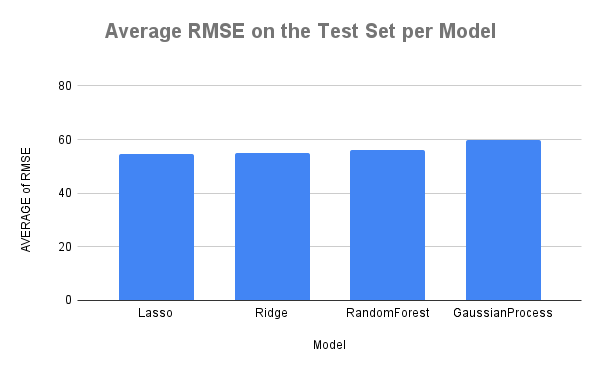 Average RMSE on the Test Set per Model
80
60
40
20
0
AVERAGE of RMSE
Lasso Ridge RandomForest GaussianProcess
Model